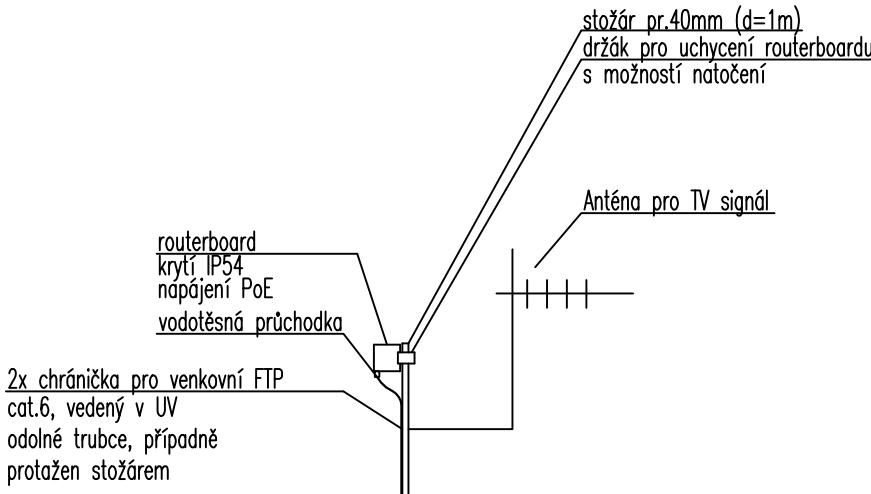 stožár pr.40mm (d=1m)
držák pro uchycení routerboardu
s možností natočení
Anténa pro TV signál
routerboard
krytí IP54
napájení PoE
vodotěsná průchodka
2x chránička pro venkovní FTP
cat.6, vedený v UV
odolné trubce, případně
protažen stožárem